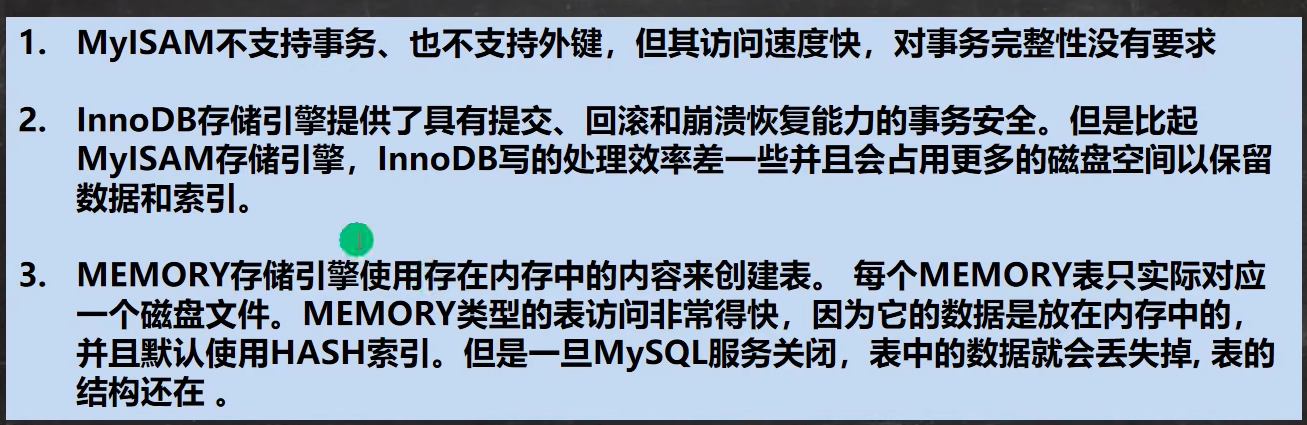 1. MyISAM不支持事务、也不支持外键，但其访问速度快，对事务完整性没有要求
2. InnoDB存储引擎提供了具有提交、回滚和崩溃恢复能力的事务安全。但是比起
MyISAM存储引擎，InnoDB写的处理效率差一些并且会占用更多的磁盘空间以保留
数据和索引。
3. MEMORY存储引擎使用存在内存中的内容来创建表。 每个MEMORY表只实际对应
一个磁盘文件。MEMORY类型的表访问非常得快，因为它的数据是放在内存中的，
并且默认使用HASH索引。但是一旦MySQL服务关闭，表中的数据就会丢失掉, 表的
结构还在 。